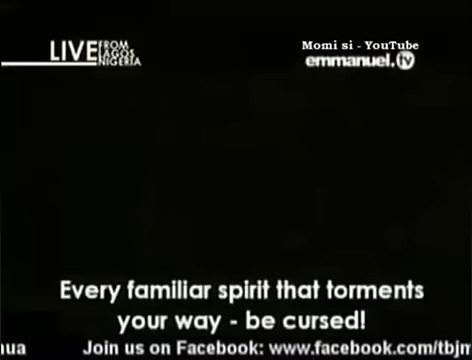 LIVE FROM LAGOS NIGERIA
Momi si - YouTube
emmanuel.tv
Every familiar spirit that torments
your way - be cursed!
Join us on Facebook: www.facebook.com/tbjm